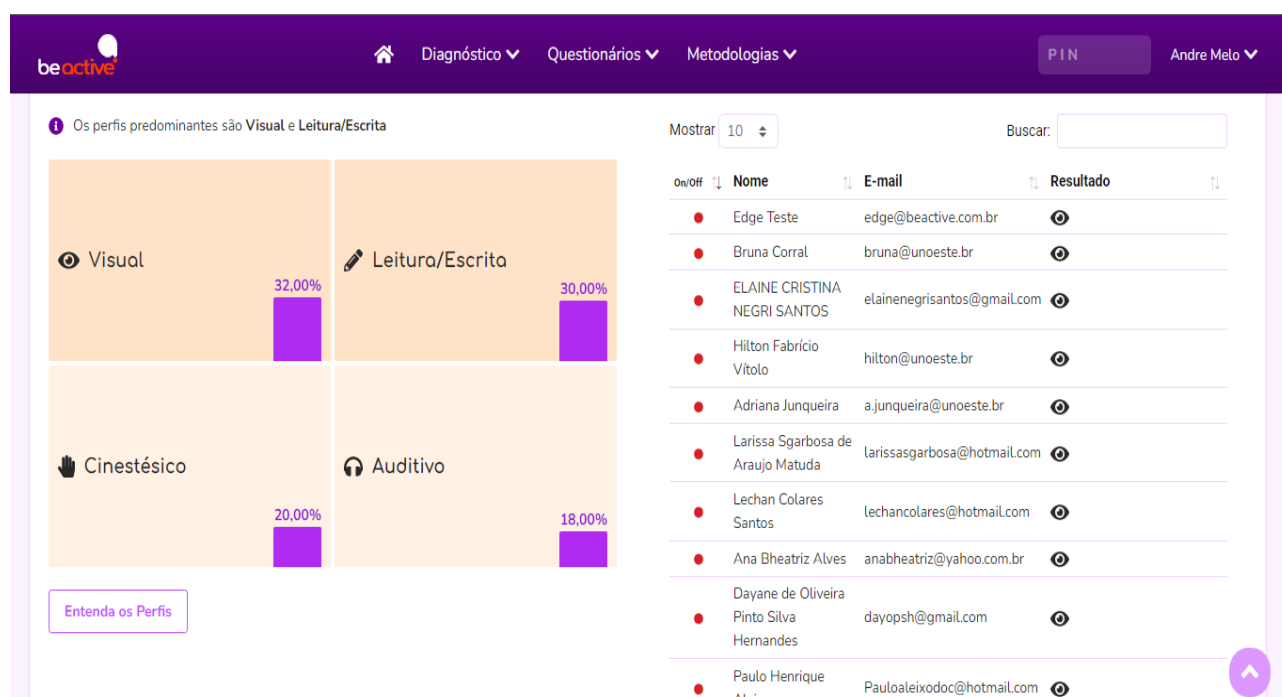 beactive
Diagnóstico
Questionários
Metodologias
PIN
Andre Melo
Os perfis predominantes são Visual e Leitura/Escrita
Visual
32,00%
Leitura/Escrita
30,00%
Cinestésico
20,00%
Auditivo
18,00%
Entenda os Perfis
Mostrar 10
Buscar:
On/Off Nome E-mail Resultado
Edge Teste edge@beactive.com.br
Bruna Corral bruna@unoeste.br
ELAINE CRISTINA
NEGRI SANTOS elainenegrisantos@gmail.com
Hilton Fabrício
Vítolo hilton@unoeste.br
Adriana Junqueira a.junqueira@unoeste.br
Larissa Sgarbosa de
Araujo Matuda larissasgarbosa@hotmail.com
Lechan Colares
Santos lechancolares@hotmail.com
Ana Bheatriz Alves anabheatriz@yahoo.com.br
Dayane de Oliveira
Pinto Silva dayopsh@gmail.com
Hernandes
Paulo Henrique
Pauloaleixodoc@hotmail.com